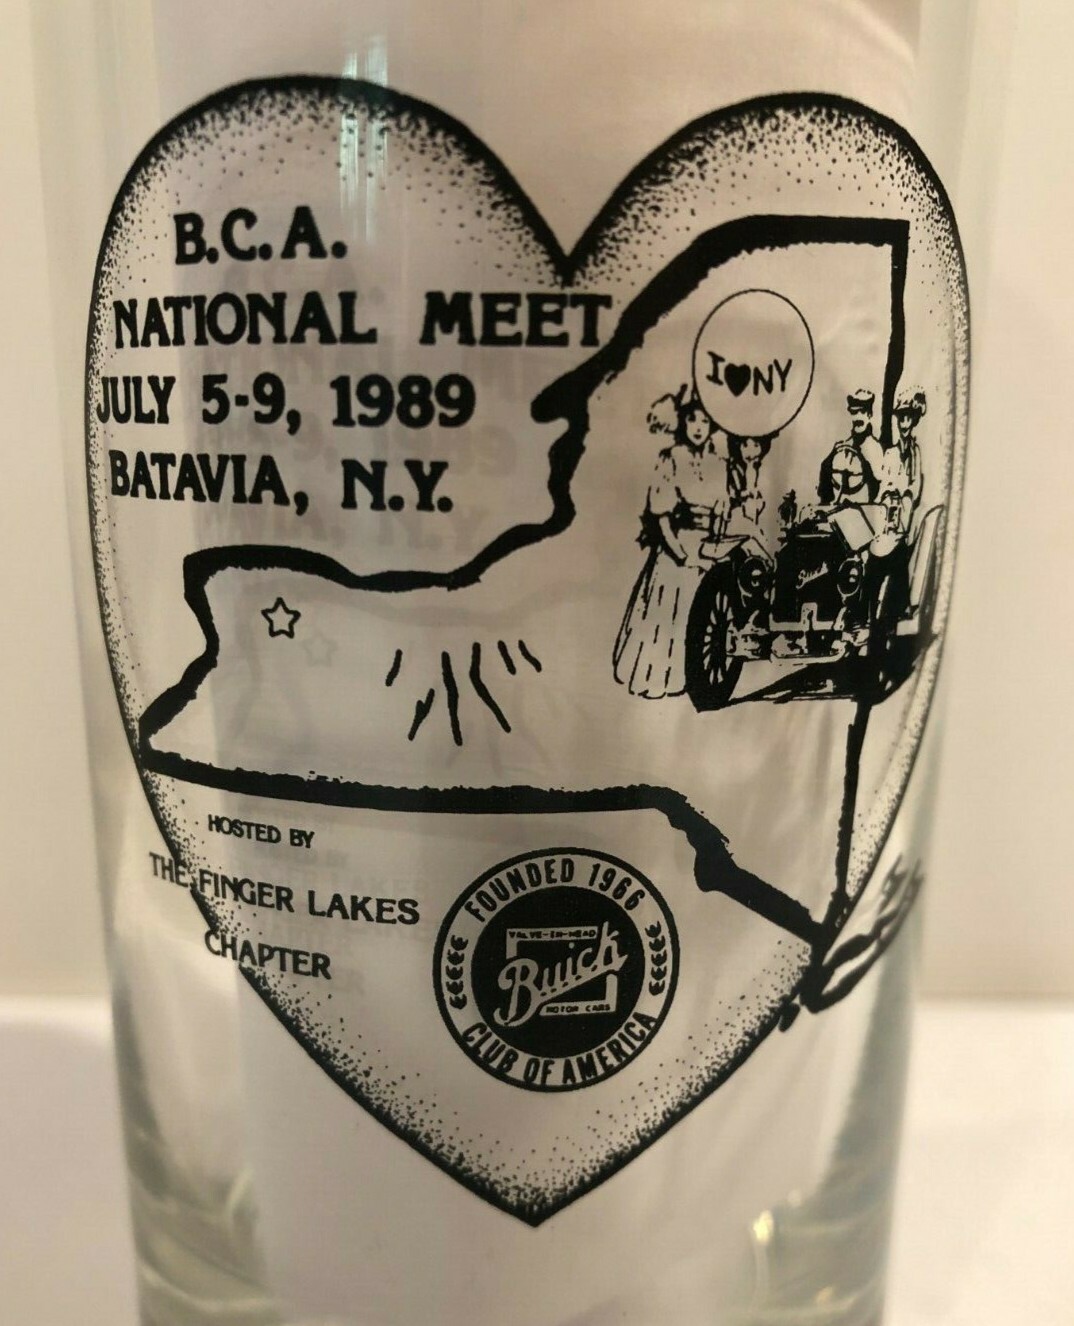 B.C.A.
NATIONAL MEET
JULY 5-9, 1989
BATAVIA, N.Y.
I♥NY
HOSTED BY
THE FINGER LAKES
CHAPTER
FOUNDED 1966
VALVE-IN-HEAD
Buick
MOTOR CARS
CLUB OF AMERICA